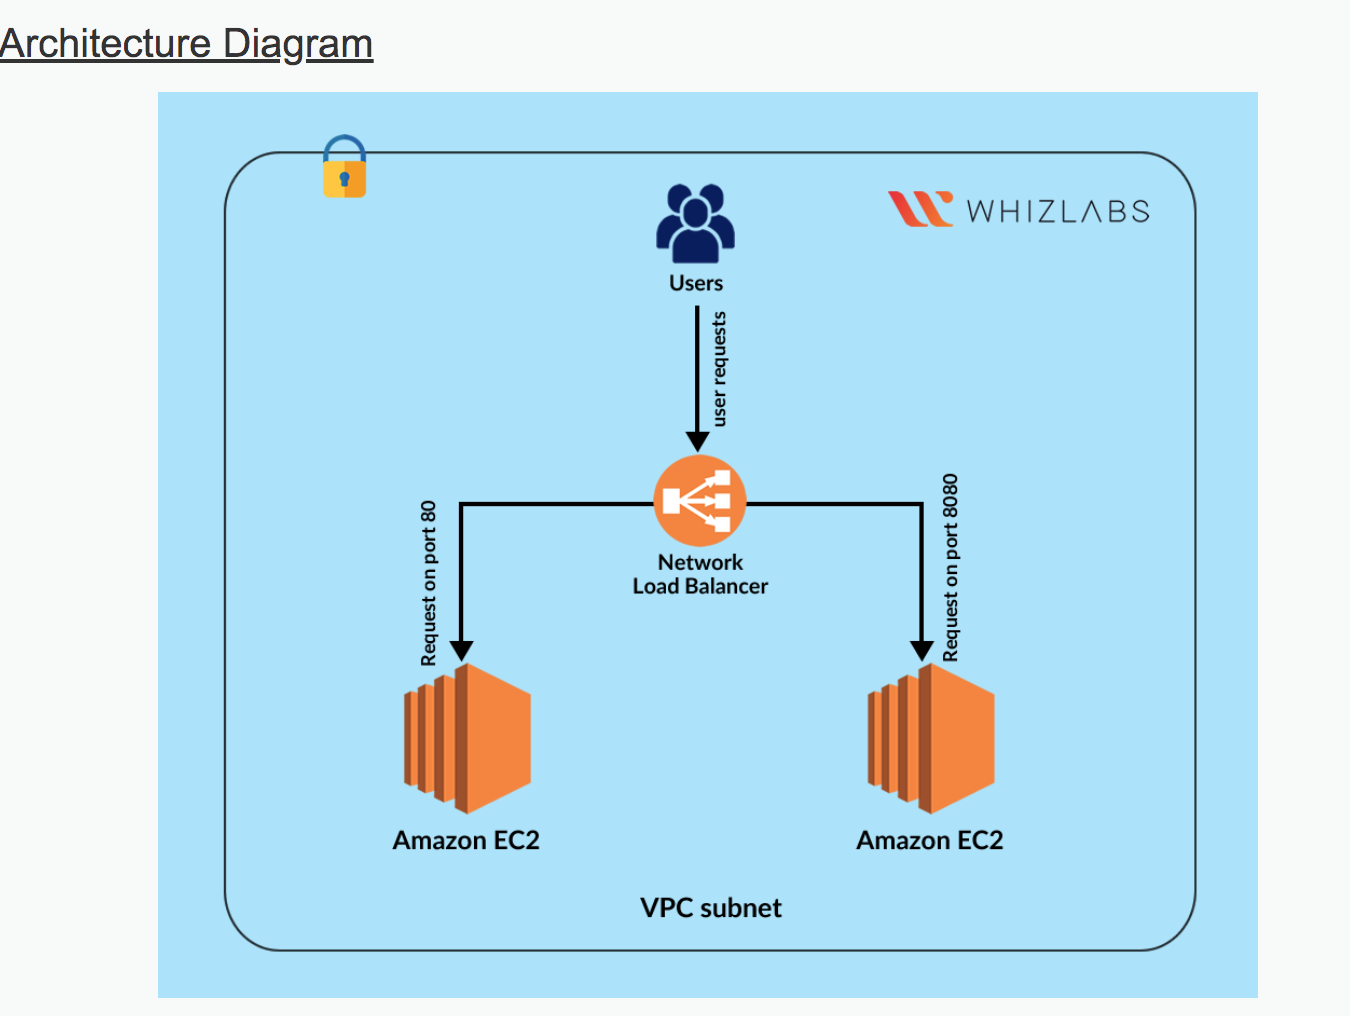 Architecture Diagram
WHIZLABS
Users
user requests
Request on port 80
Request on port 8080
Network
Load Balancer
Amazon EC2
Amazon EC2
VPC subnet